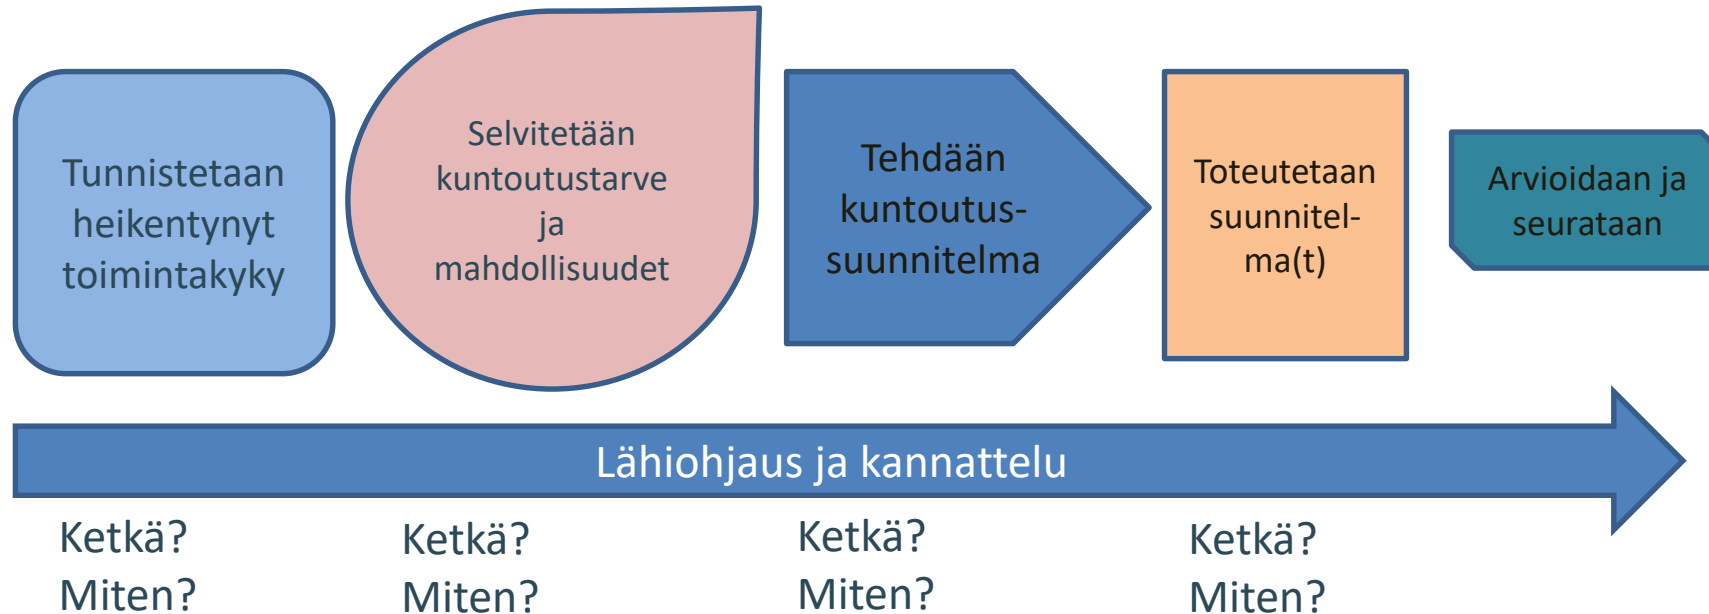 Tunnistetaan
heikentynyt
toimintakyky
Selvitetään
kuntoutustarve
ja
mahdollisuudet
Tehdään
kuntoutus-
suunnitelma
Toteutetaan
suunnitel-
ma(t)
Arvioidaan ja
seurataan
Lähiohjaus ja kannattelu
Ketkä?
Miten?
Ketkä?
Miten?
Ketkä?
Miten?
Ketkä?
Miten?